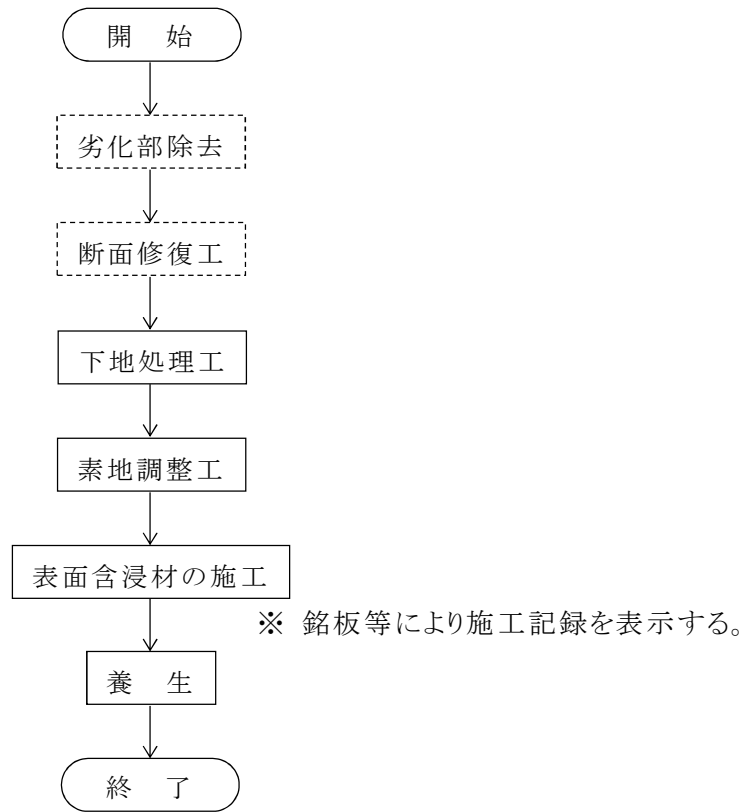 開　始
劣化部除去
断面修復工
下地処理工
素地調整工
表面含浸材の施工
※ 銘板等により施工記録を表示する。
養　生
終　了